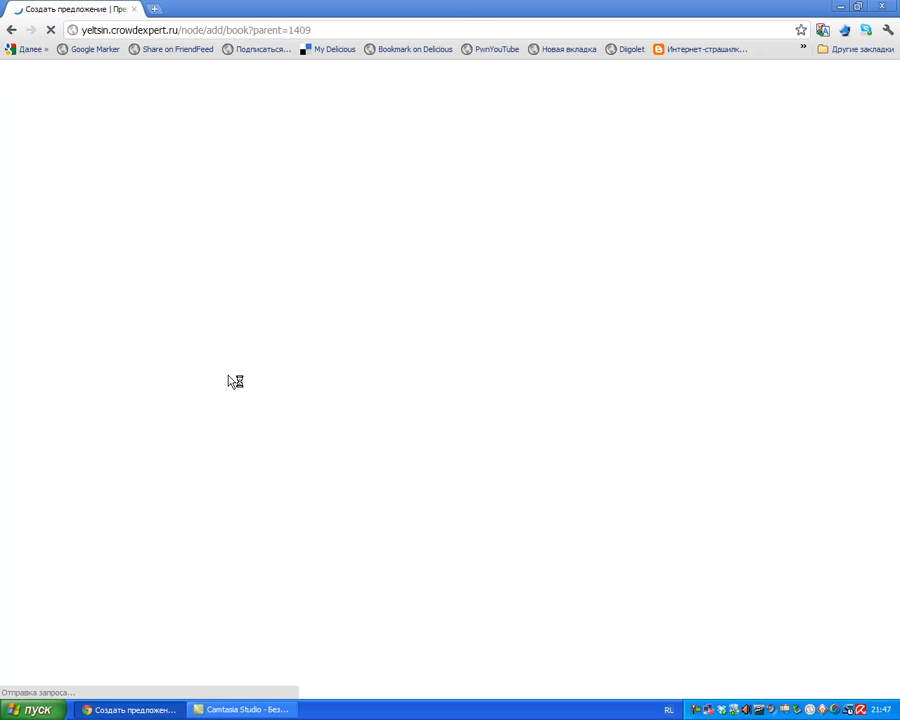 Создать предложение | Пре
yeltsin.crowdexpert.ru/node/add/book?parent=1409
Далее »
Google Marker
Share on FriendFeed
Подписаться...
My Delicious
Bookmark on Delicious
PwnYouTube
Новая вкладка
Diigolet
Интернет-страшилк...
»
Другие закладки
Отправка запроса...
пуск
Создать предложен...
Camtasia Studio - Без...
RL
21:47